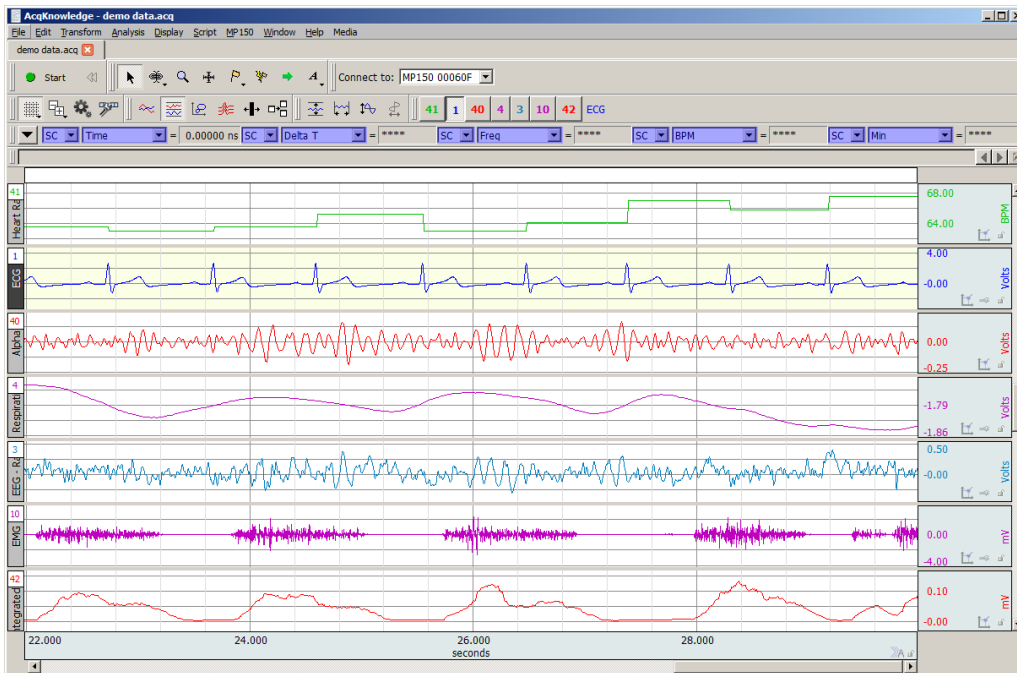 AcqKnowledge - demo data.acq
File Edit Transform Analysis Display Script MP150 Window Help Media
demo data.acq
Start Connect to: MP150 00060F
41 1 40 4 3 10 42 ECG
SC Time = 0.00000 ns SC Delta T = **** SC Freq = **** SC BPM = **** SC Min = ****
41 Heart Ra 68.00 64.00 BPM
1 ECG 4.00 -0.00 Volts
40 Alpha 0.00 -0.25 Volts
4 Respirati -1.79 -1.86 Volts
3 EEG - Ra 0.50 -0.00 Volts
10 EMG 0.00 -4.00 mV
42 ntegrated 0.10 -0.00 mV
22.000 24.000 26.000 28.000
seconds